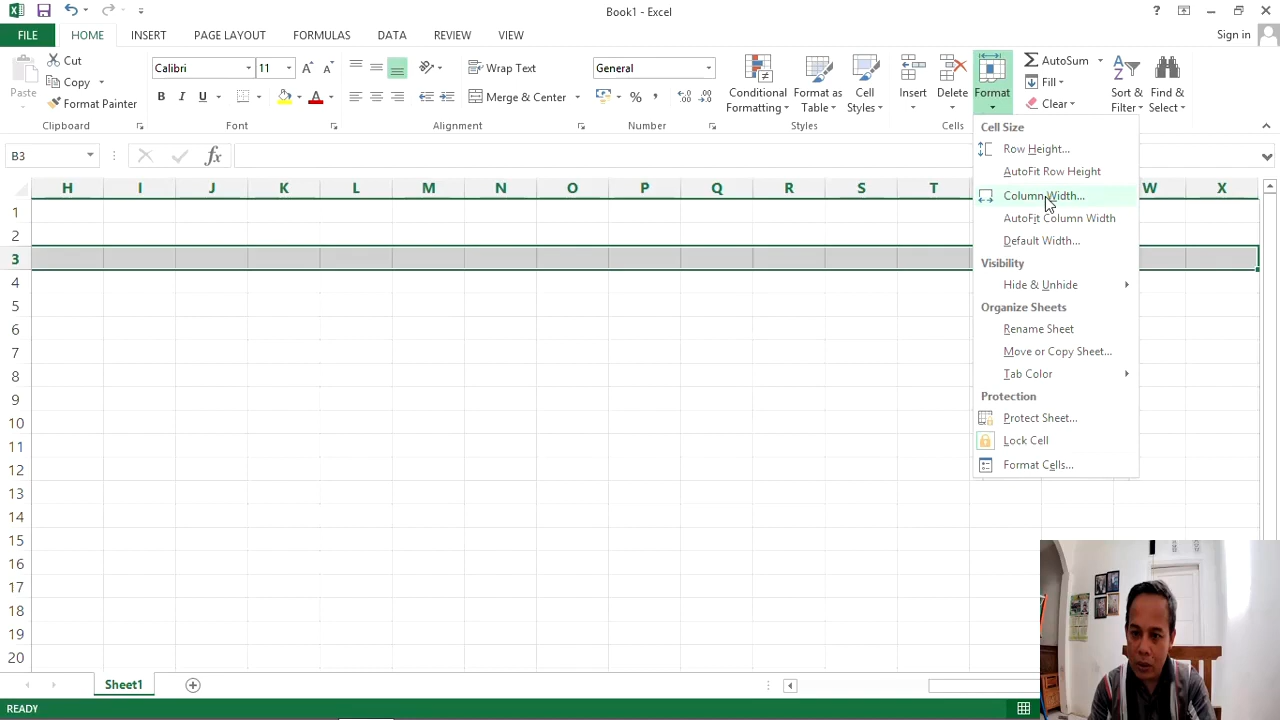 Book1 - Excel
?
FILE HOME INSERT PAGE LAYOUT FORMULAS DATA REVIEW VIEW Sign in
Paste
Cut
Copy
Format Painter
Clipboard
Calibri 11 A A
B I U A
Font
Wrap Text
Merge & Center
Alignment
General
% ,
Number
Conditional Formatting
Format as Table
Cell Styles
Styles
Insert
Delete
Format
Cells
AutoSum
Fill
Clear
Sort & Filter
Find & Select
B3 fx
H I J K L M N O P Q R S T W X
1
2
3
4
5
6
7
8
9
10
11
12
13
14
15
16
17
18
19
20
Cell Size
Row Height...
AutoFit Row Height
Column Width...
AutoFit Column Width
Default Width...
Visibility
Hide & Unhide
Organize Sheets
Rename Sheet
Move or Copy Sheet...
Tab Color
Protection
Protect Sheet...
Lock Cell
Format Cells...
Sheet1
READY